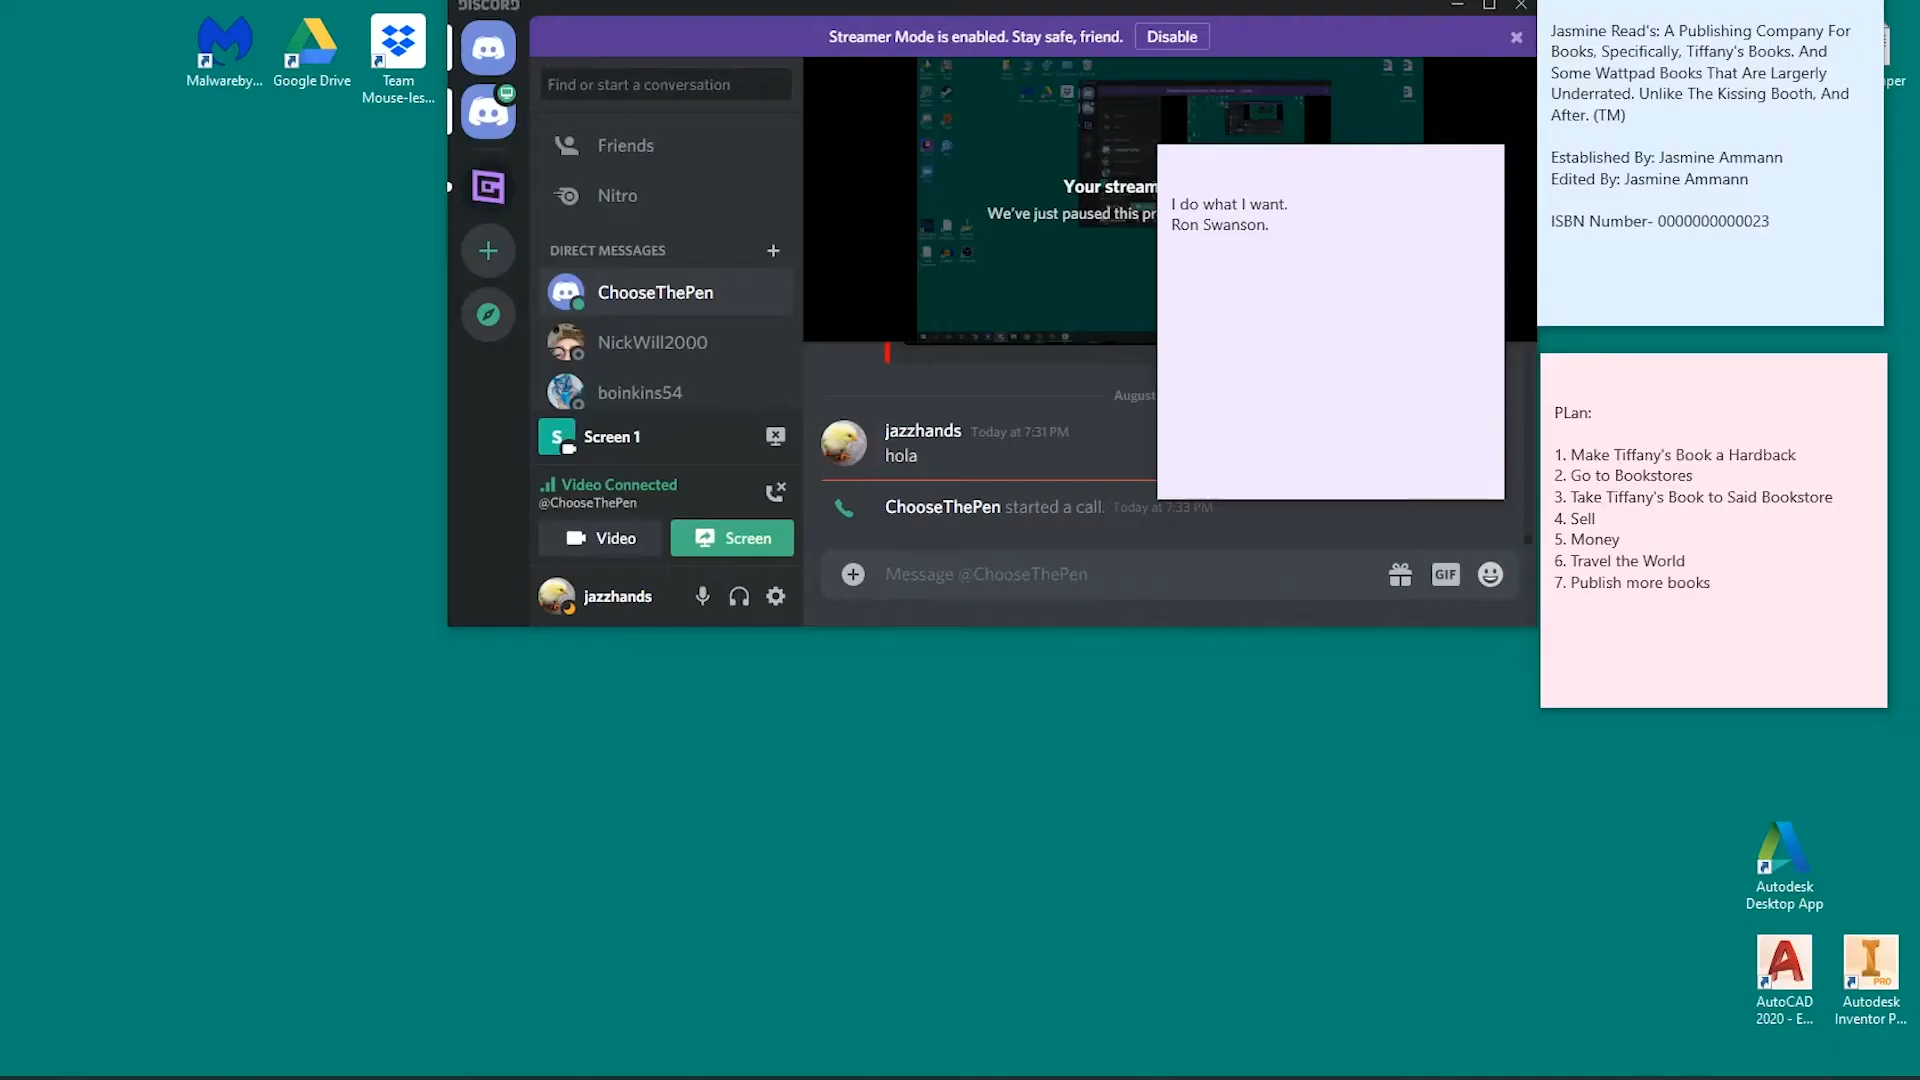 DISCORD
Malwareby...
Google Drive
Team
Mouse-les...
Streamer Mode is enabled. Stay safe, friend.
Disable
Find or start a conversation
Friends
Nitro
DIRECT MESSAGES
ChooseThePen
NickWill2000
boinkins54
S
Screen 1
Video Connected
@ChooseThePen
Video
Screen
jazzhands
Your stream
We've just paused this pr
August
jazzhands Today at 7:31 PM
hola
ChooseThePen started a call. Today at 7:33 PM
Message @ChooseThePen
GIF
I do what I want.
Ron Swanson.
Jasmine Read's: A Publishing Company For
Books, Specifically, Tiffany's Books. And
Some Wattpad Books That Are Largerly
Underrated. Unlike The Kissing Booth, And
After. (TM)
Established By: Jasmine Ammann
Edited By: Jasmine Ammann
ISBN Number- 0000000000023
per
PLan:
1. Make Tiffany's Book a Hardback
2. Go to Bookstores
3. Take Tiffany's Book to Said Bookstore
4. Sell
5. Money
6. Travel the World
7. Publish more books
Autodesk
Desktop App
A
AutoCAD
2020 - E...
I
PRO
Autodesk
Inventor P...